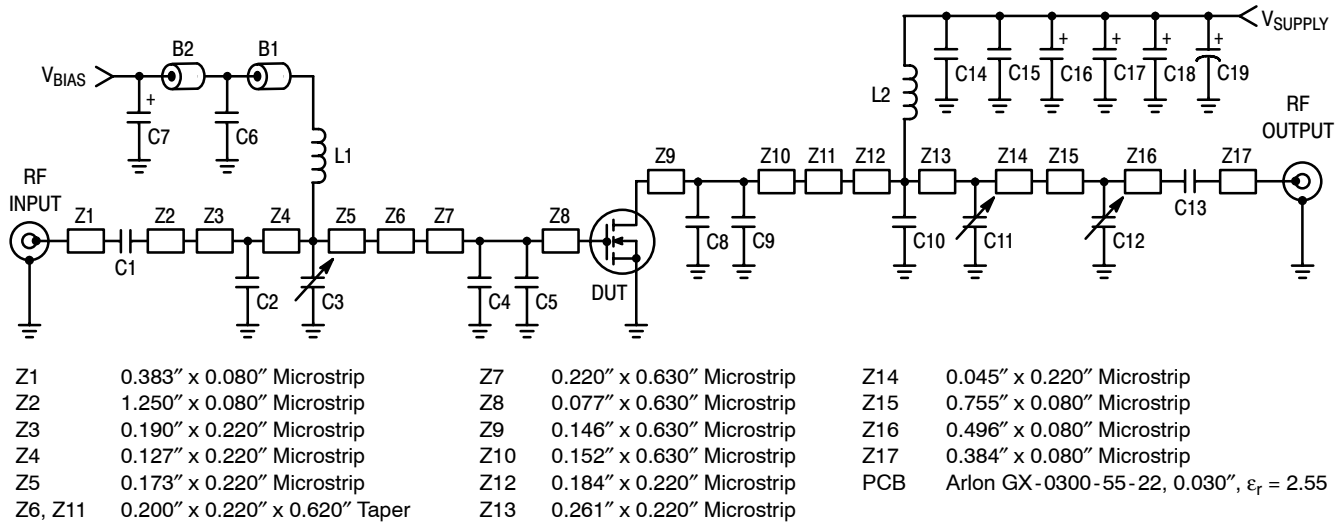 V_BIAS
B2
B1
+
C7
C6
L1
V_SUPPLY
+
+
+
+
C14
C15
C16
C17
C18
C19
L2
RF
OUTPUT
RF
INPUT
Z1
C1
Z2
Z3
Z4
Z5
Z6
Z7
Z8
C2
C3
C4
C5
DUT
Z9
Z10
Z11
Z12
Z13
Z14
Z15
Z16
Z17
C8
C9
C10
C11
C12
C13
Z1 0.383″ x 0.080″ Microstrip
Z2 1.250″ x 0.080″ Microstrip
Z3 0.190″ x 0.220″ Microstrip
Z4 0.127″ x 0.220″ Microstrip
Z5 0.173″ x 0.220″ Microstrip
Z6, Z11 0.200″ x 0.220″ x 0.620″ Taper
Z7 0.220″ x 0.630″ Microstrip
Z8 0.077″ x 0.630″ Microstrip
Z9 0.146″ x 0.630″ Microstrip
Z10 0.152″ x 0.630″ Microstrip
Z12 0.184″ x 0.220″ Microstrip
Z13 0.261″ x 0.220″ Microstrip
Z14 0.045″ x 0.220″ Microstrip
Z15 0.755″ x 0.080″ Microstrip
Z16 0.496″ x 0.080″ Microstrip
Z17 0.384″ x 0.080″ Microstrip
PCB Arlon GX-0300-55-22, 0.030″, εr = 2.55